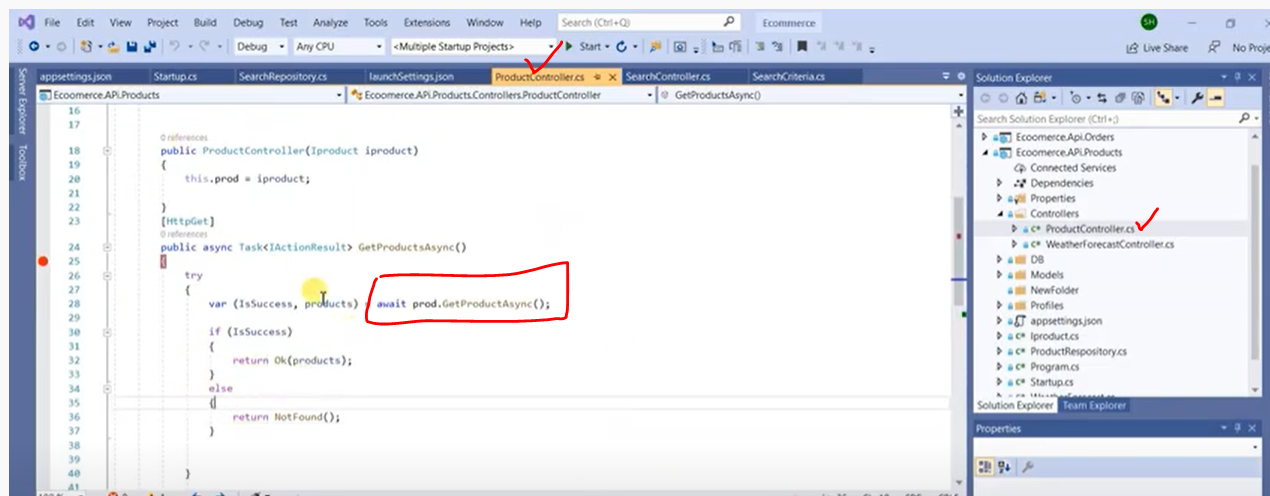 File Edit View Project Build Debug Test Analyze Tools Extensions Window Help Search (Ctrl+Q) Ecommerce SH
Debug Any CPU <Multiple Startup Projects> Start Live Share No Proje
appsettings.json Startup.cs SearchRepository.cs launchSettings.json ProductController.cs SearchController.cs SearchCriteria.cs
Ecoomerce.APi.Products Ecoomerce.APi.Products.Controllers.ProductController GetProductsAsync()
Server Explorer
Toolbox
16
17
0 references
18 public ProductController(Iproduct iproduct)
19 {
20 this.prod = iproduct;
21
22 }
23 [HttpGet]
0 references
24 public async Task<IActionResult> GetProductsAsync()
25 {
26 try
27 {
28 var (IsSuccess, products) await prod.GetProductAsync();
29
30 if (IsSuccess)
31 {
32 return Ok(products);
33 }
34 else
35 {
36 return NotFound();
37 }
38
39
40 }
41
Solution Explorer
Search Solution Explorer (Ctrl+;)
Ecoomerce.Api.Orders
Ecoomerce.APi.Products
Connected Services
Dependencies
Properties
Controllers
C# ProductController.cs
C# WeatherForecastController.cs
DB
Models
NewFolder
Profiles
appsettings.json
C# Iproduct.cs
C# ProductRespository.cs
C# Program.cs
C# Startup.cs
Solution Explorer Team Explorer
Properties